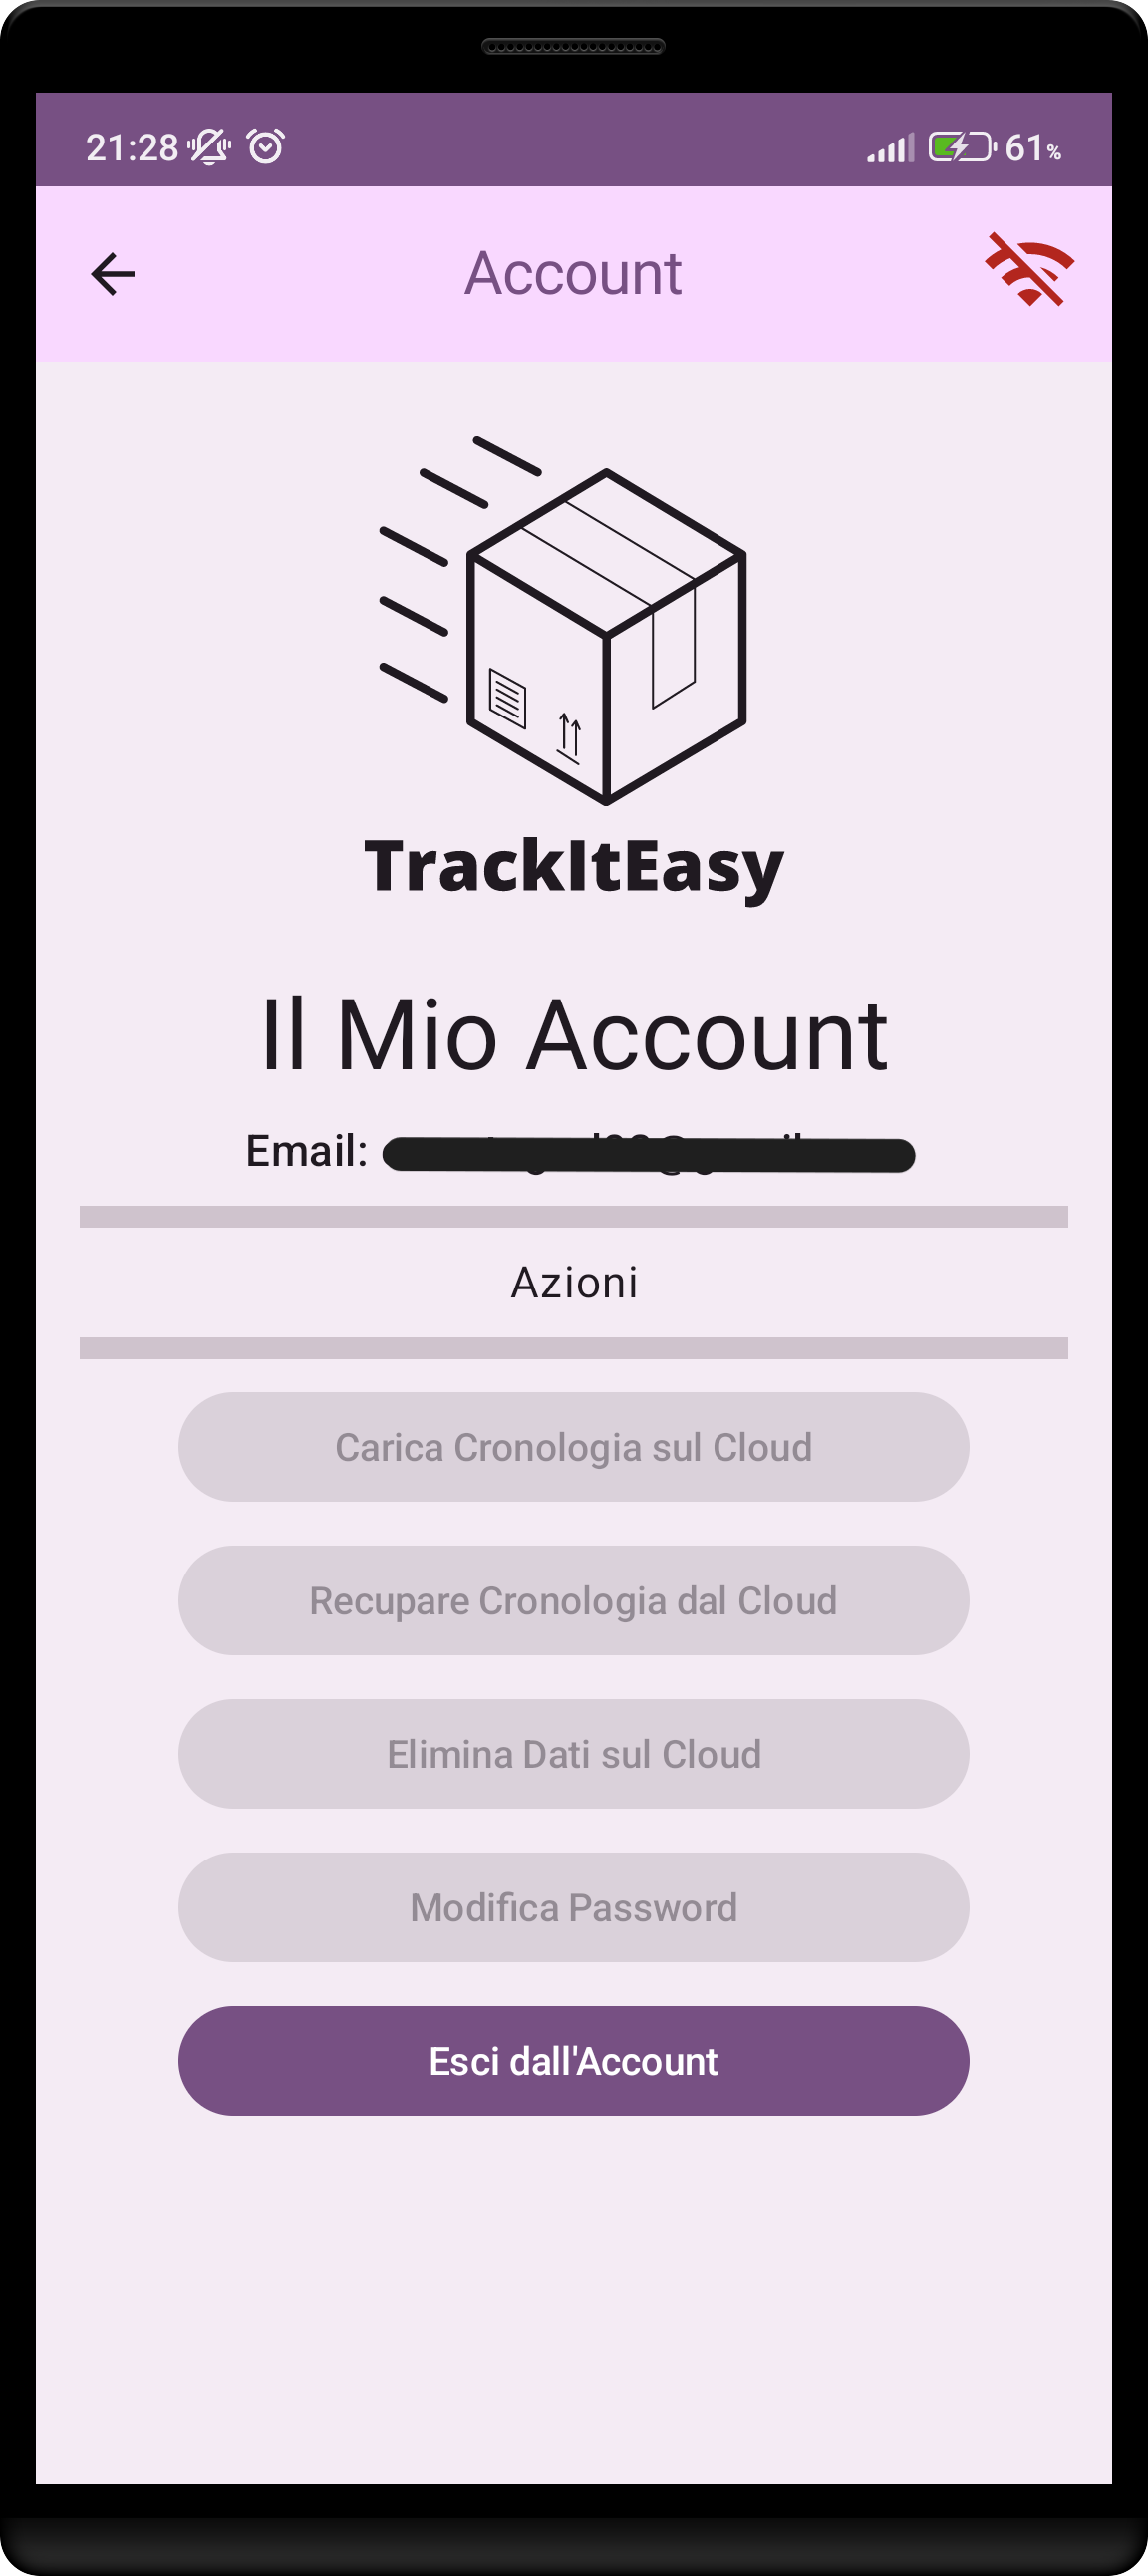 21:28 61%
Account
TrackItEasy
Il Mio Account
Email:
Azioni
Carica Cronologia sul Cloud
Recupare Cronologia dal Cloud
Elimina Dati sul Cloud
Modifica Password
Esci dall'Account